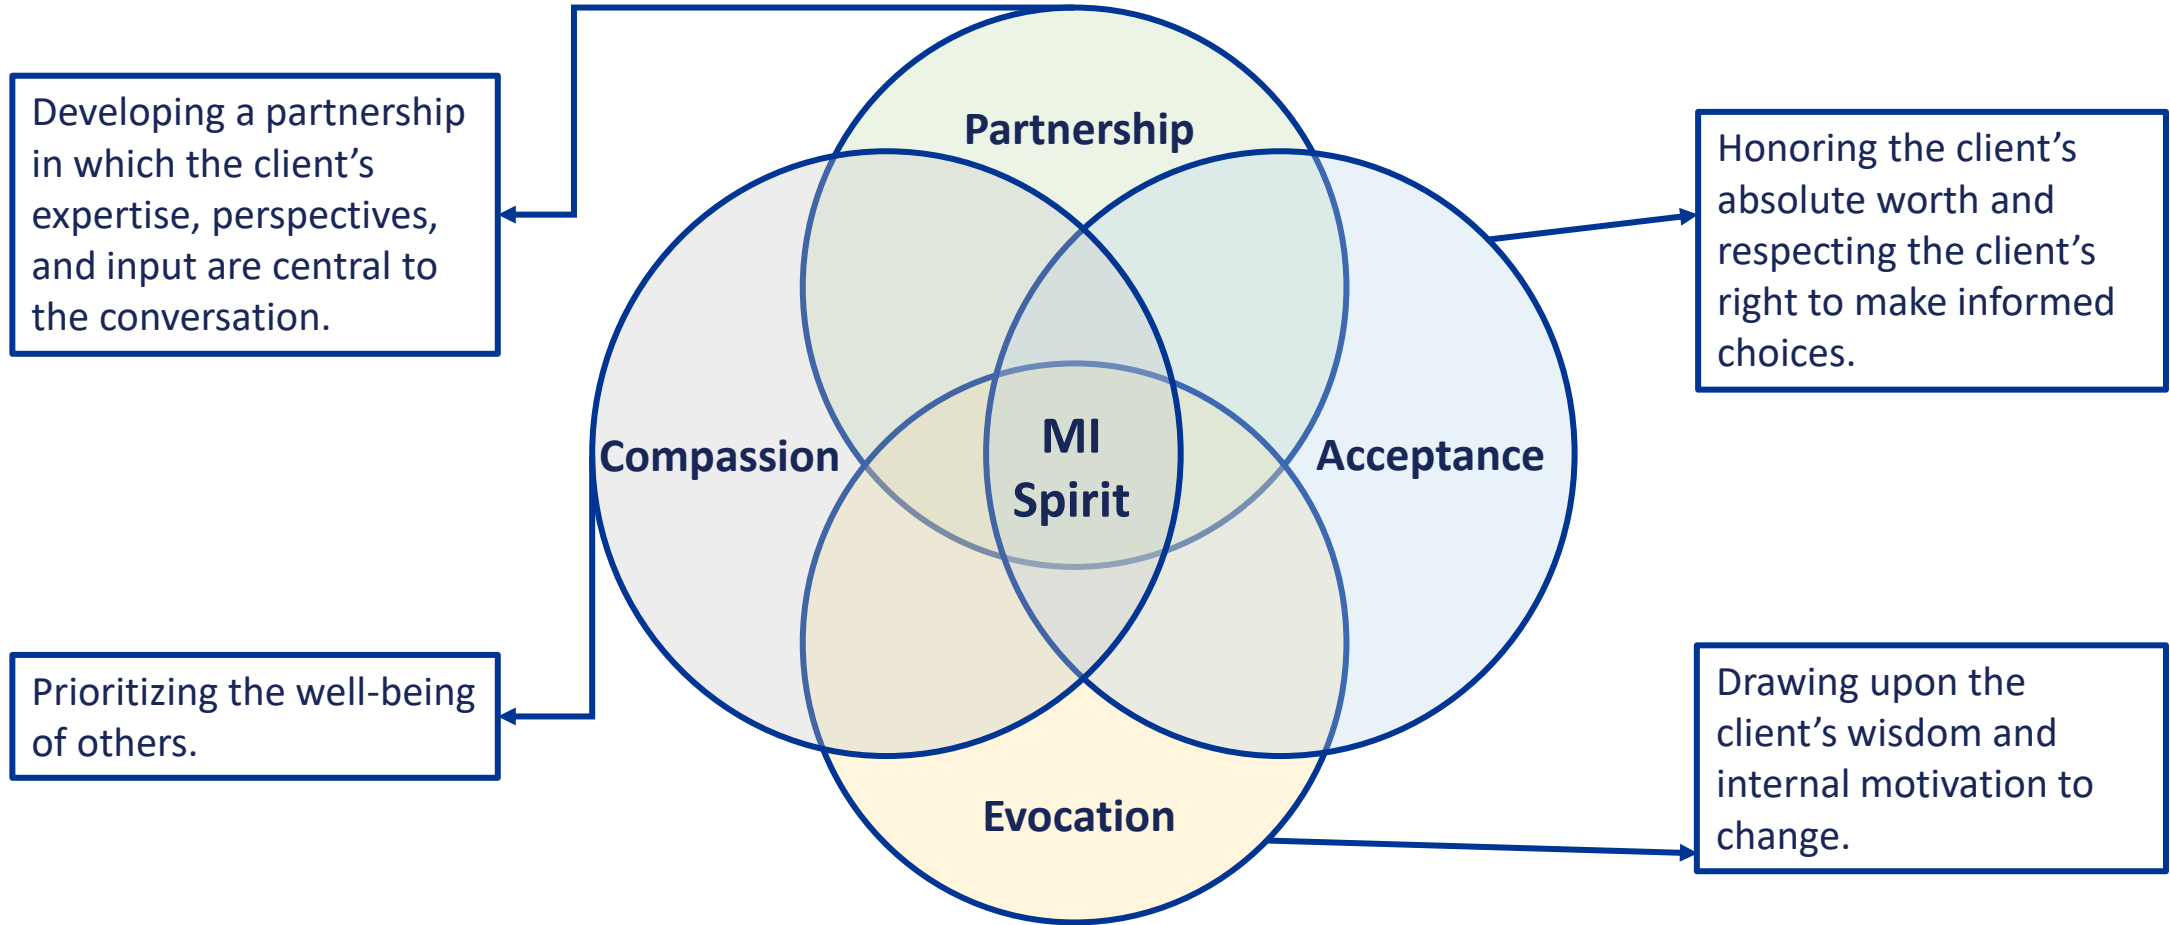 Partnership
Developing a partnership
in which the client's
expertise, perspectives,
and input are central to
the conversation.
Honoring the client's
absolute worth and
respecting the client's
right to make informed
choices.
Compassion
MI
Spirit
Acceptance
Prioritizing the well-being
of others.
Evocation
Drawing upon the
client's wisdom and
internal motivation to
change.